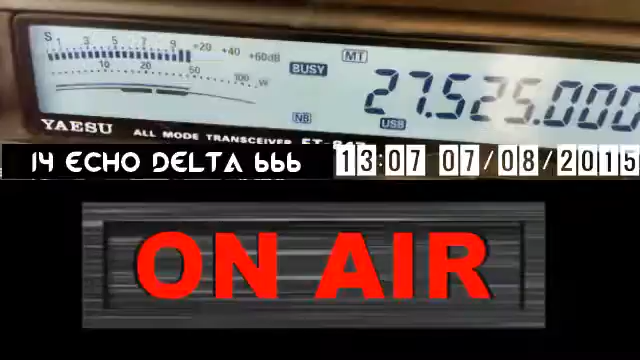 S 1 3 5 7 9 +20 +40 +60dB
10 20 50 100 W
BUSY
MT
27.525.000
NB
USB
YAESU ALL MODE TRANSCEIVER
14 ECHO DELTA 666
13:07 07/08/2015
ON AIR